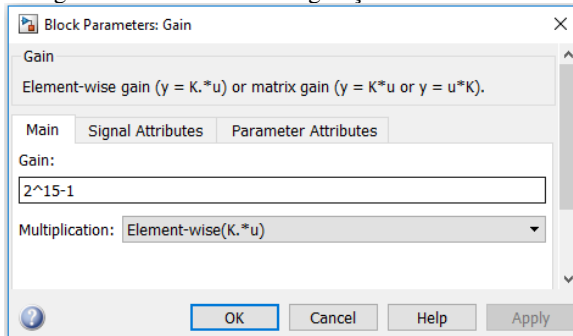 Block Parameters: Gain
Gain
Element-wise gain (y = K.*u) or matrix gain (y = K*u or y = u*K).
Main Signal Attributes Parameter Attributes
Gain:
2^15-1
Multiplication: Element-wise(K.*u)
OK Cancel Help Apply